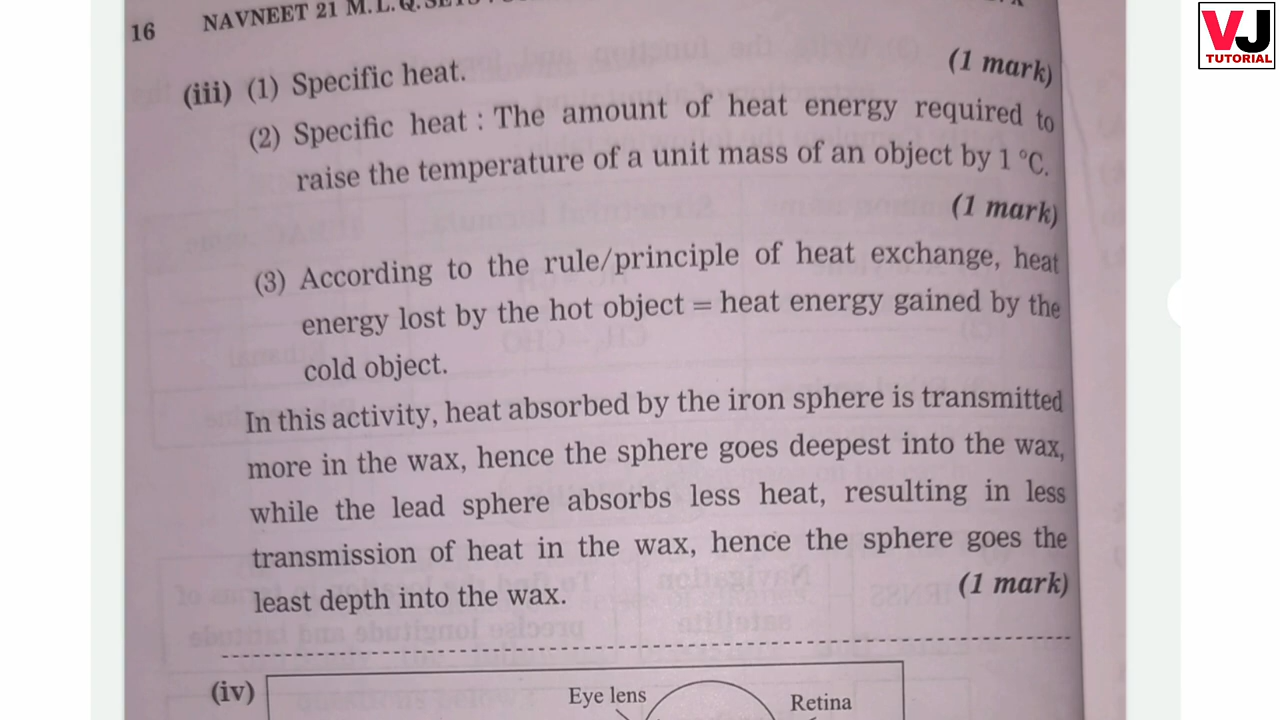 16 NAVNEET 21 M.L.Q. SETS
VJ
TUTORIAL
(iii) (1) Specific heat. (1 mark)
(2) Specific heat : The amount of heat energy required to
raise the temperature of a unit mass of an object by 1 °C.
(1 mark)
(3) According to the rule/principle of heat exchange, heat
energy lost by the hot object = heat energy gained by the
cold object.
In this activity, heat absorbed by the iron sphere is transmitted
more in the wax, hence the sphere goes deepest into the wax,
while the lead sphere absorbs less heat, resulting in less
transmission of heat in the wax, hence the sphere goes the
least depth into the wax. (1 mark)
(iv) Eye lens Retina